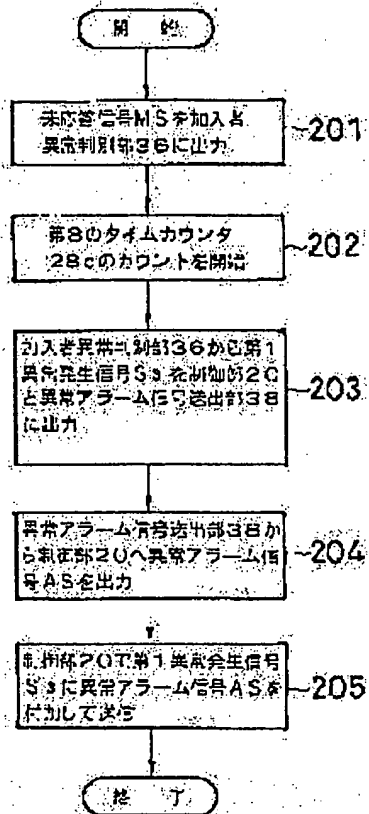 開 始
未応答信号MSを加入者
異常判別部36に出力
201
第8のタイムカウンタ
28cのカウントを開始
202
加入者異常判別部36から第1
異常発生信号Saを制御部20
と異常アラーム信号送出部38
に出力
203
異常アラーム信号送出部38か
ら制御部20へ異常アラーム信
号ASを出力
204
制御部20で第1異常発生信号
Saに異常アラーム信号ASを
付加して送信
205
終 了